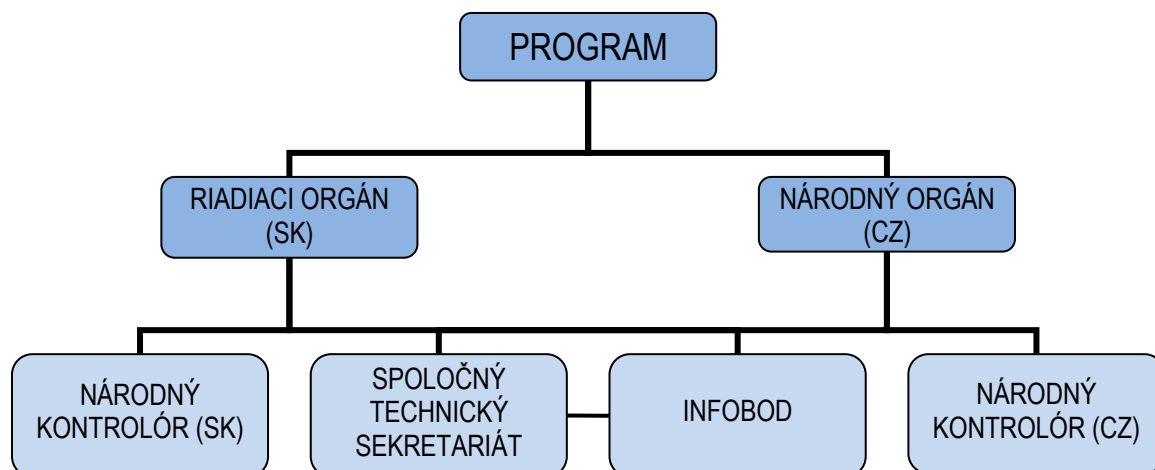 PROGRAM
RIADIACI ORGÁN
(SK)
NÁRODNÝ ORGÁN
(CZ)
NÁRODNÝ
KONTROLÓR (SK)
SPOLOČNÝ
TECHNICKÝ
SEKRETARIÁT
INFOBOD
NÁRODNÝ
KONTROLÓR (CZ)